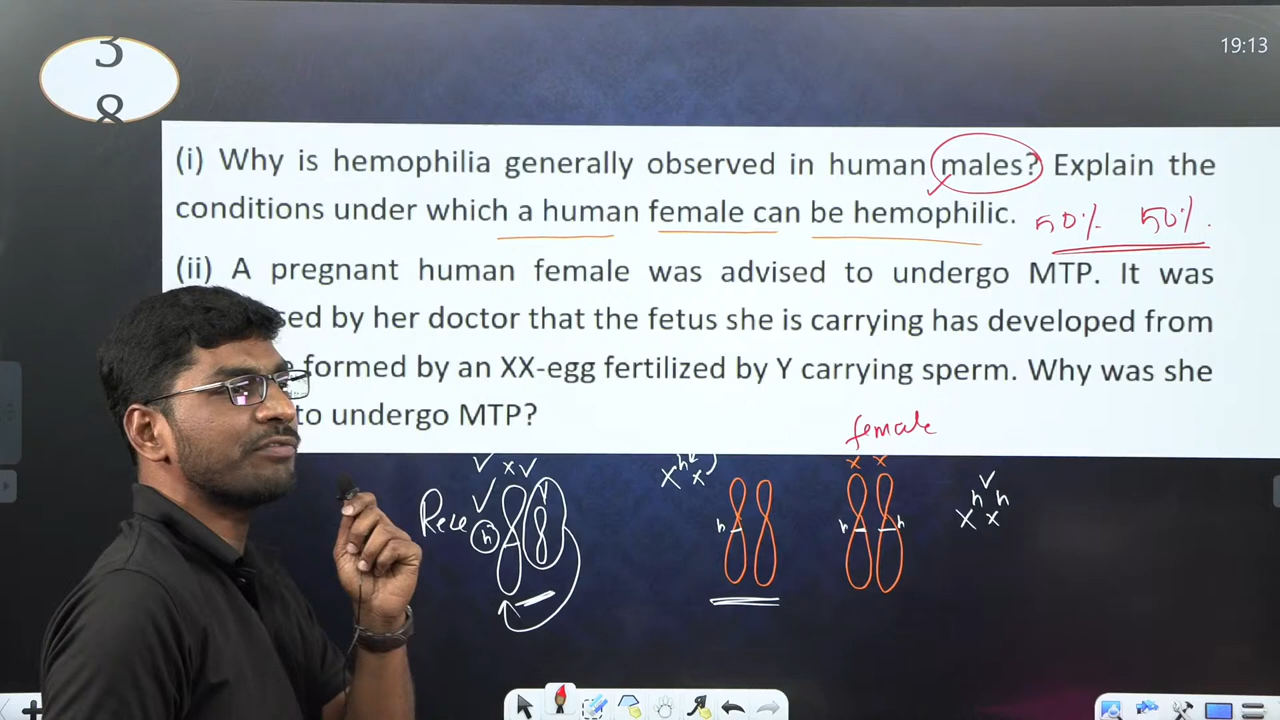 19:13
3
8
(i) Why is hemophilia generally observed in human males? Explain the
conditions under which a human female can be hemophilic. 50% 50%.
(ii) A pregnant human female was advised to undergo MTP. It was
sed by her doctor that the fetus she is carrying has developed from
formed by an XX-egg fertilized by Y carrying sperm. Why was she
to undergo MTP?
female
x x x
h h
x x
Rece h h h h
x x